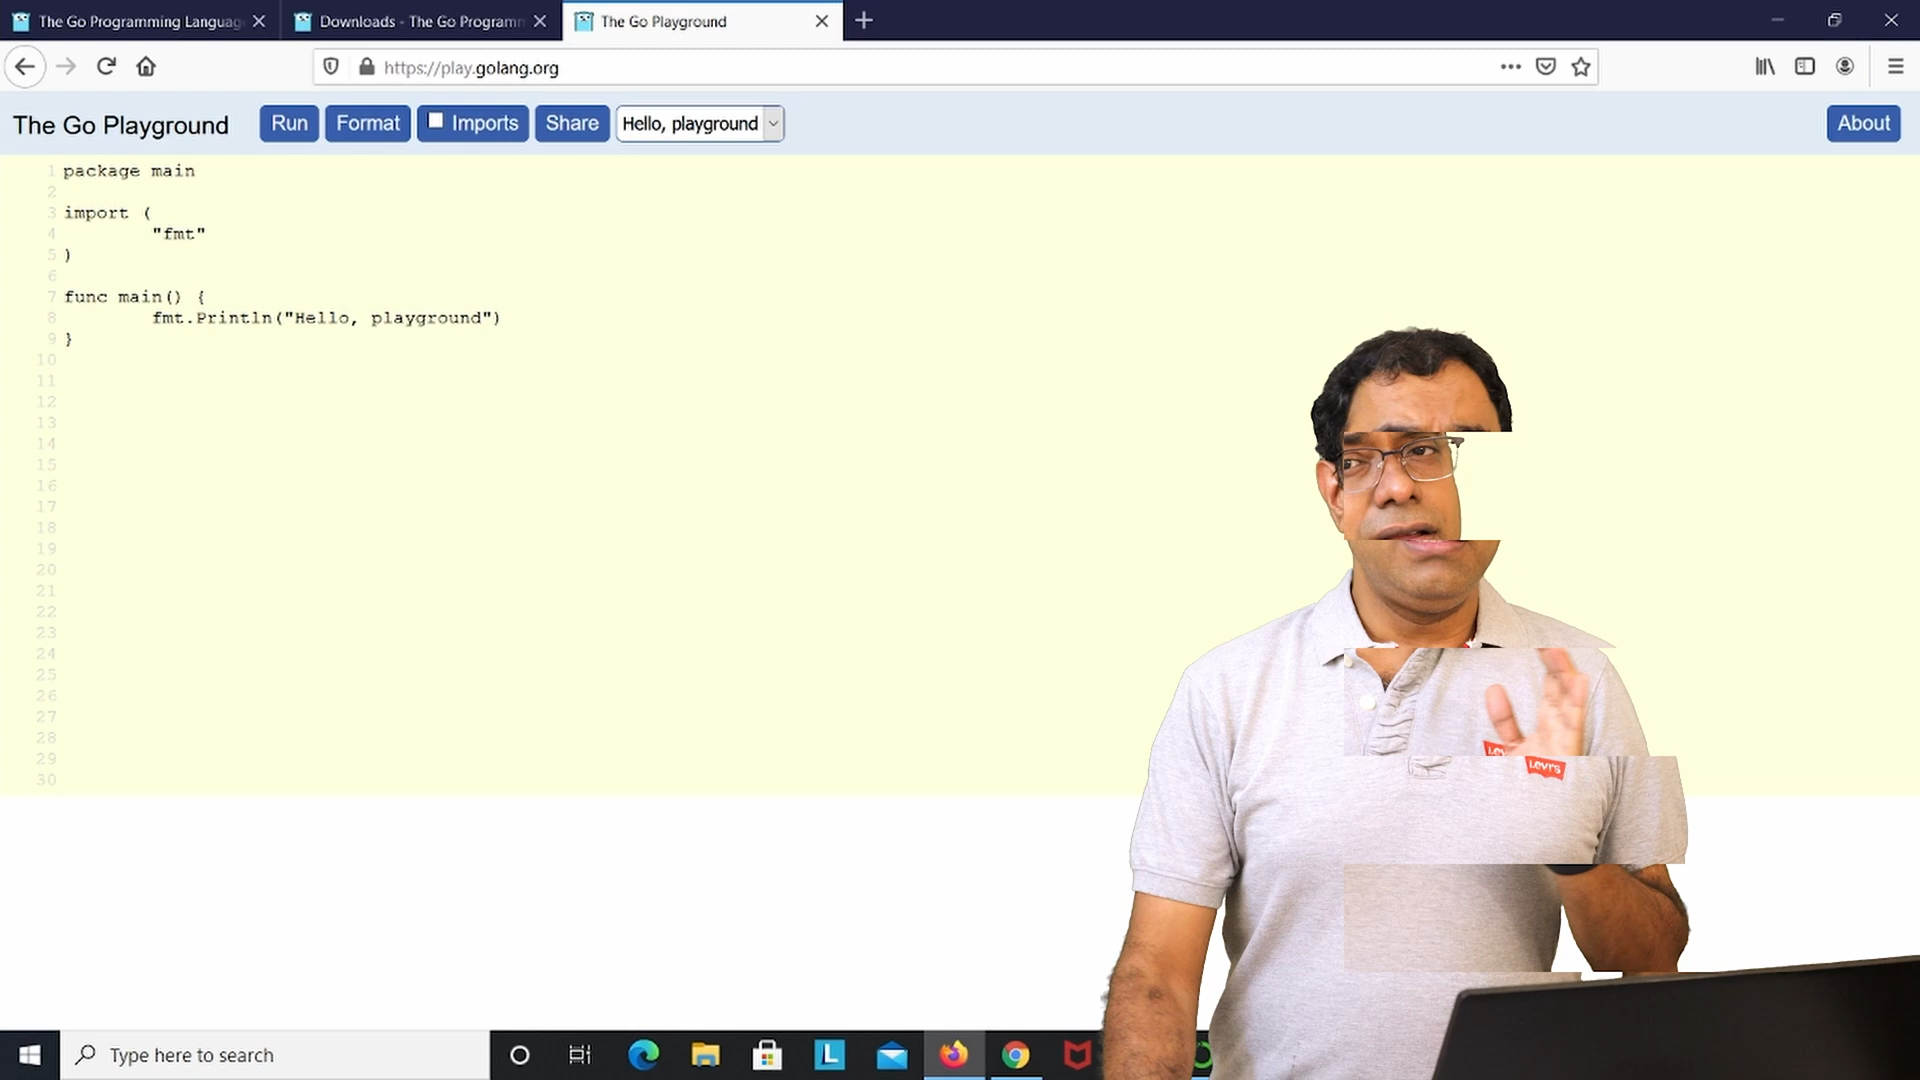 The Go Programming Languag
Downloads - The Go Programm
The Go Playground
https://play.golang.org
The Go Playground
Run
Format
Imports
Share
Hello, playground
About
1 package main
2
3 import (
4 "fmt"
5 )
6
7 func main() {
8 fmt.Println("Hello, playground")
9 }
10
11
12
13
14
15
16
17
18
19
20
21
22
23
24
25
26
27
28
29
30
Levi's
Type here to search
L